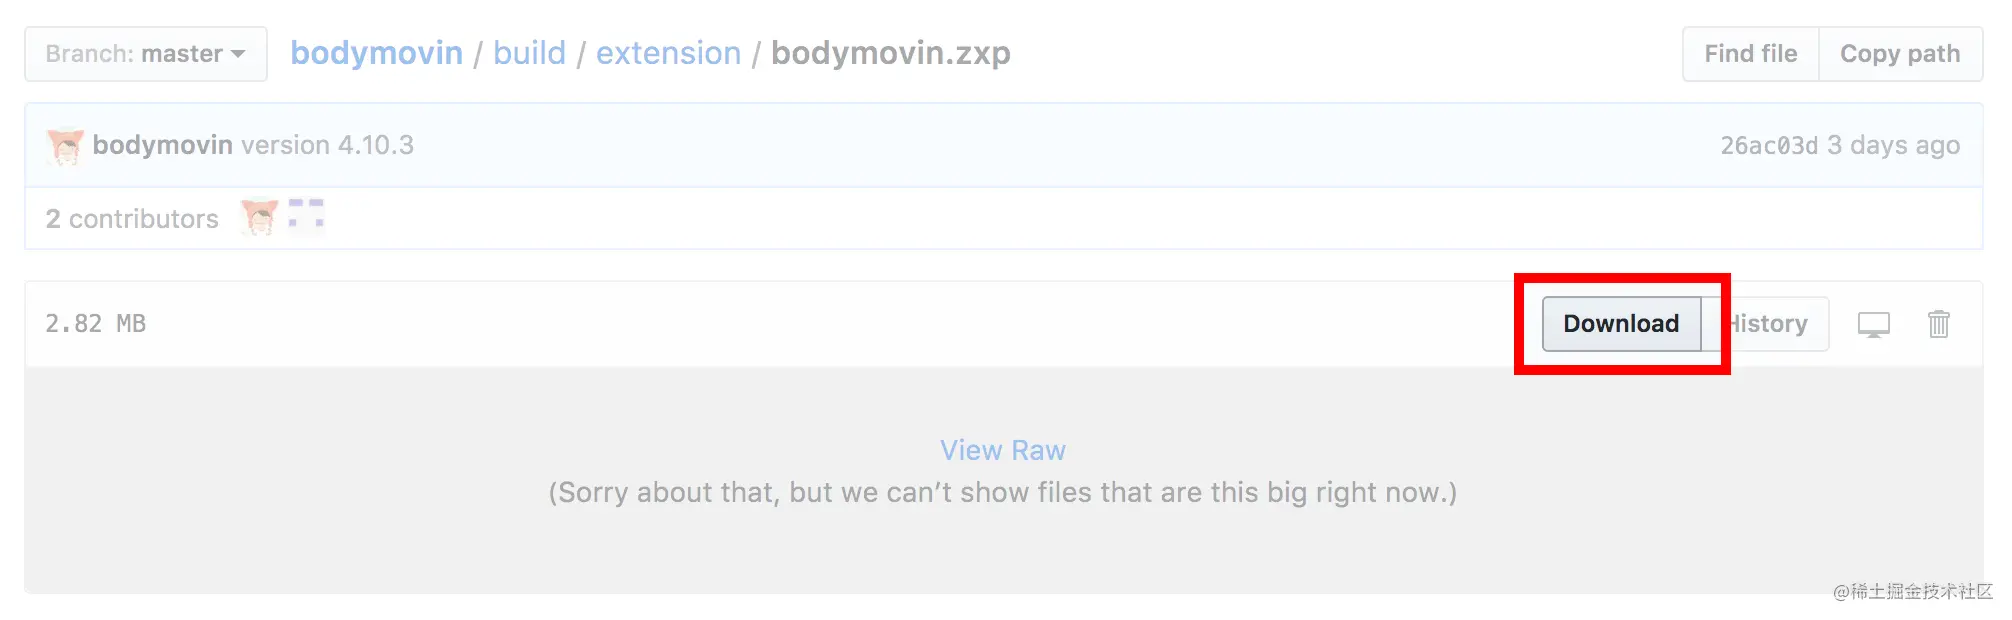 Branch: master bodymovin / build / extension / bodymovin.zxp Find file Copy path
bodymovin version 4.10.3 26ac03d 3 days ago
2 contributors
2.82 MB Download History
View Raw
(Sorry about that, but we can’t show files that are this big right now.)
@稀土掘金技术社区